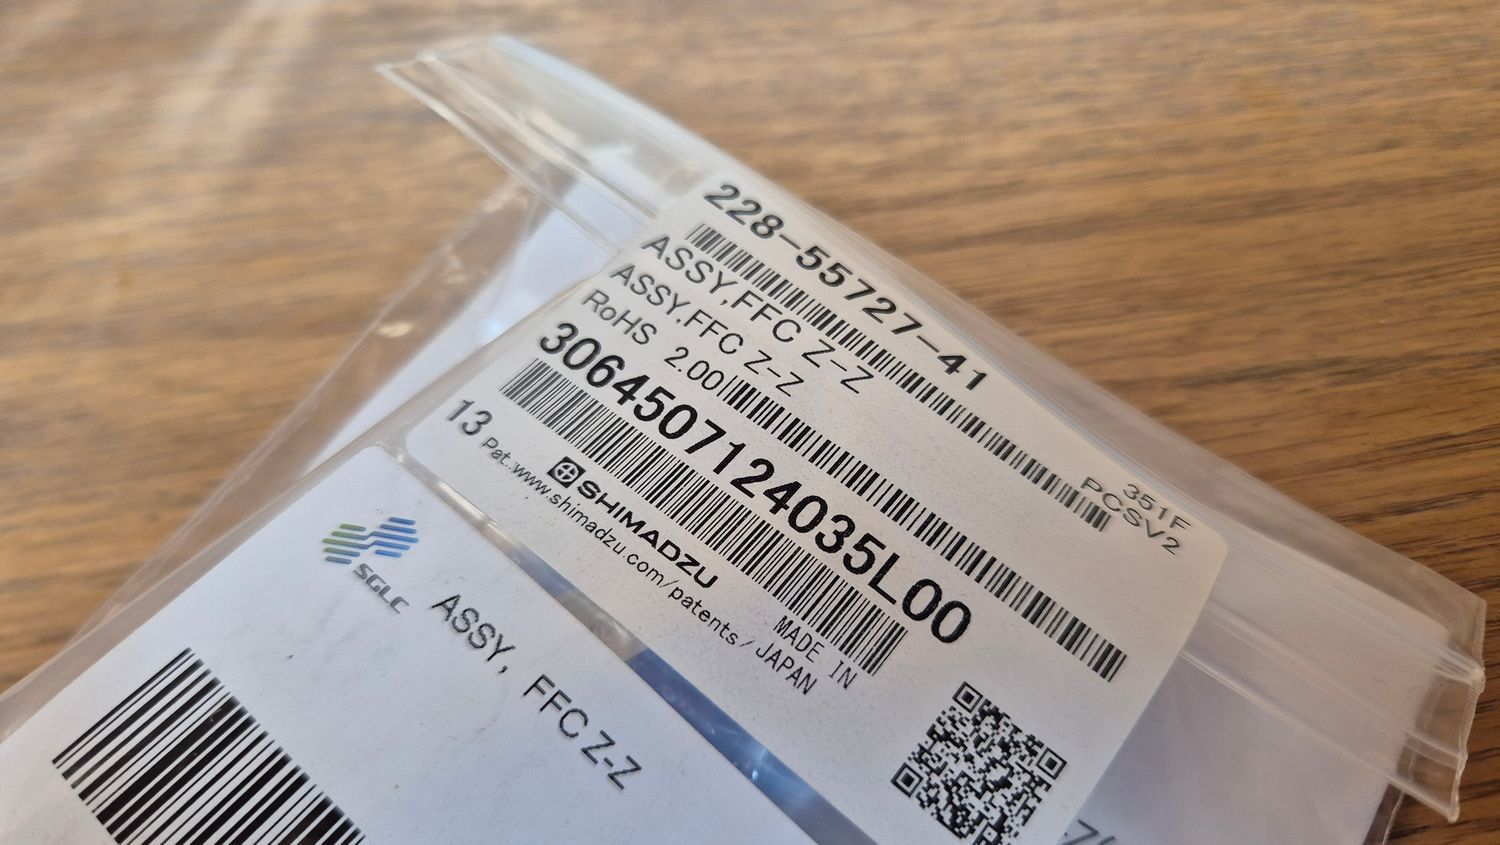 228-55727-41
ASSY,FFC Z-Z
ASSY,FFC Z-Z
351F
RoHS 2.00
PCSV2
3064507124035L00
13
SHIMADZU
MADE IN
Pat.:www.shimadzu.com/patents/
JAPAN
SGLC
ASSY, FFC Z-Z